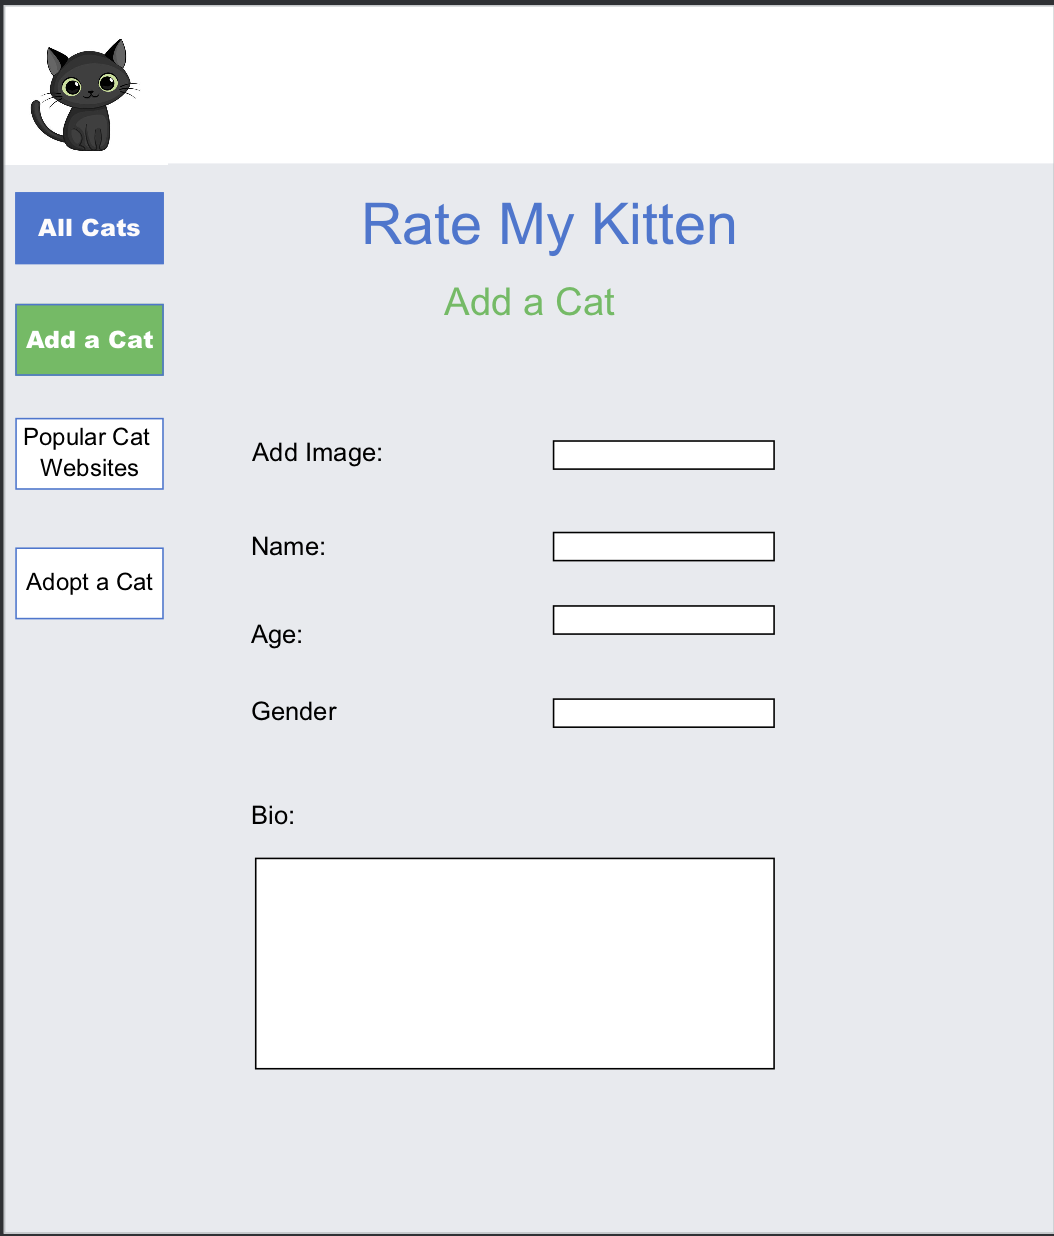 All Cats
Add a Cat
Popular Cat
Websites
Adopt a Cat
Rate My Kitten
Add a Cat
Add Image:
Name:
Age:
Gender
Bio: